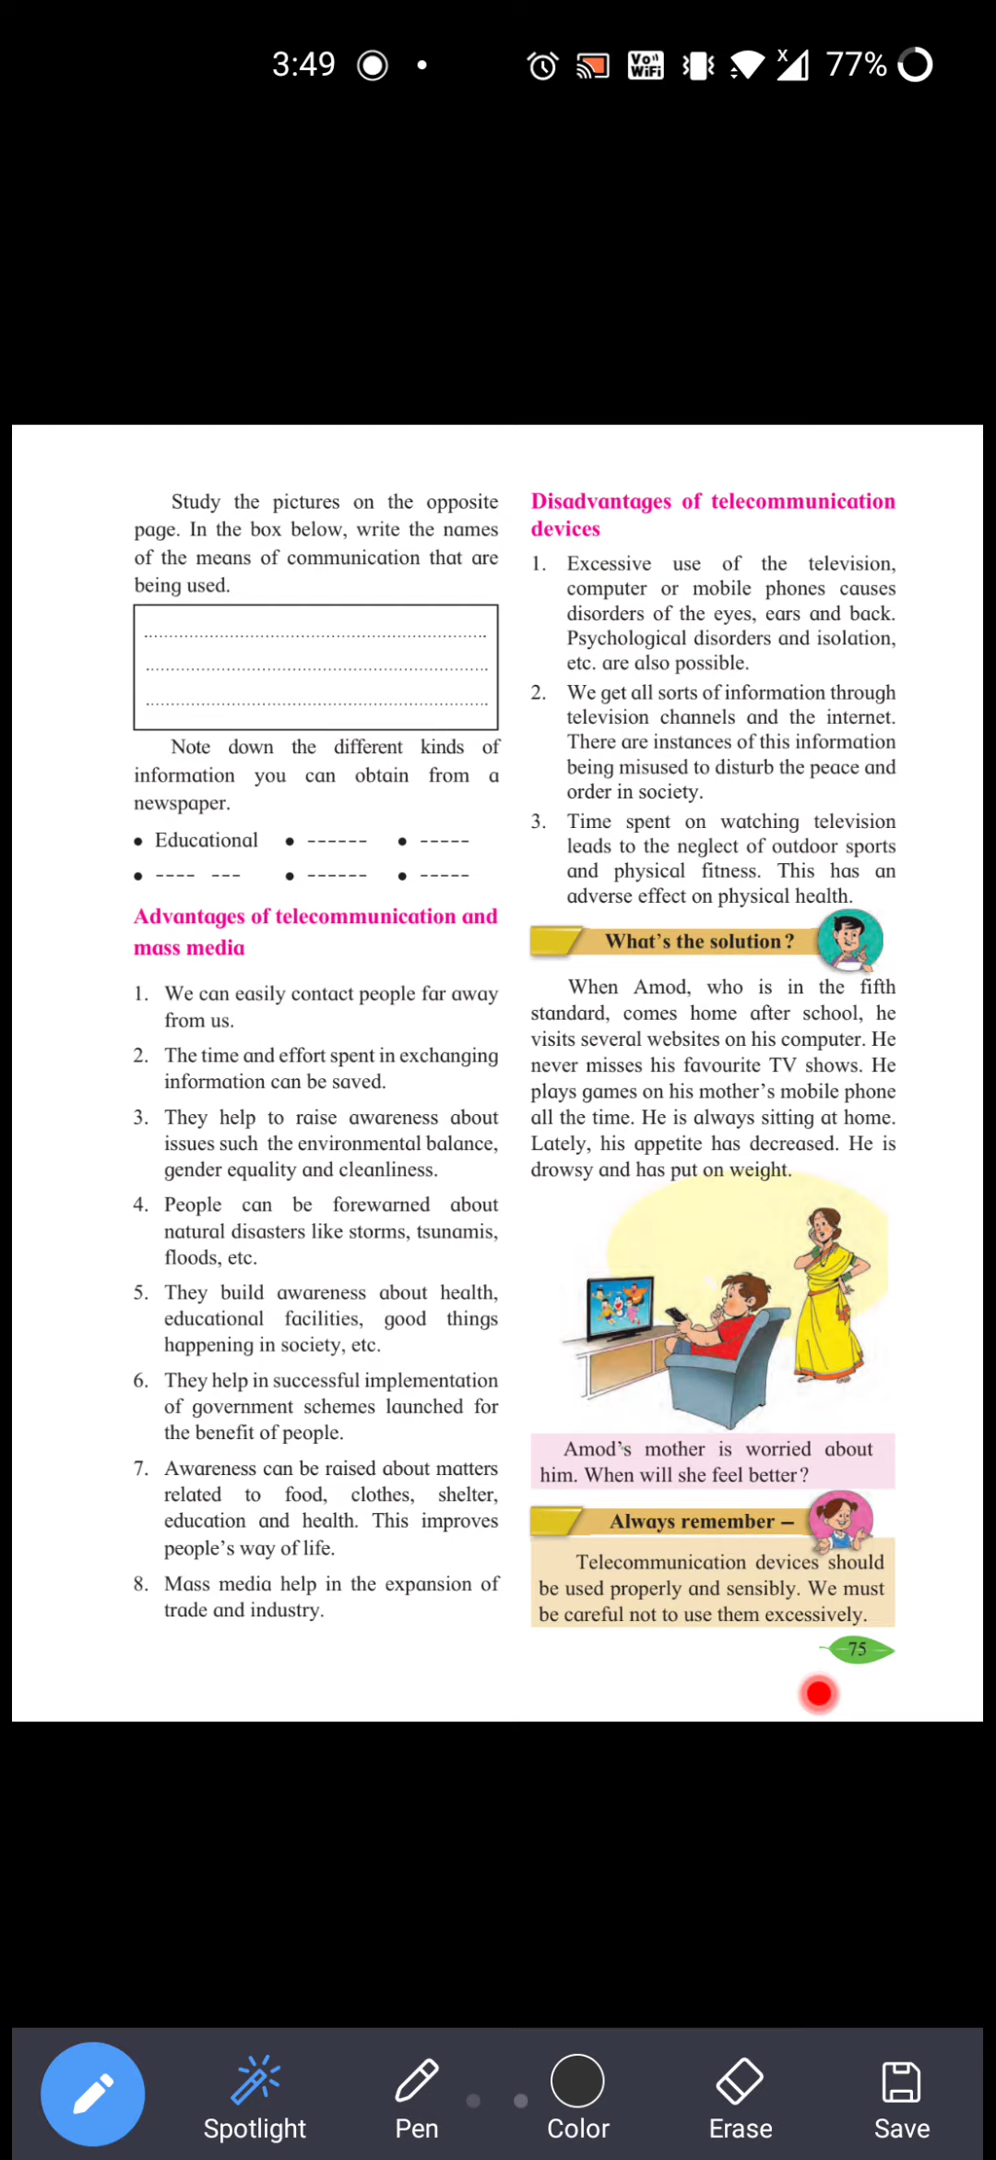 3:49
Vo
WiFi
X
77%
Study the pictures on the opposite
page. In the box below, write the names
of the means of communication that are
being used.
Note down the different kinds of
information you can obtain from a
newspaper.
• Educational • ------ • -----
• ---- --- • ------ • -----
Advantages of telecommunication and
mass media
1. We can easily contact people far away
from us.
2. The time and effort spent in exchanging
information can be saved.
3. They help to raise awareness about
issues such the environmental balance,
gender equality and cleanliness.
4. People can be forewarned about
natural disasters like storms, tsunamis,
floods, etc.
5. They build awareness about health,
educational facilities, good things
happening in society, etc.
6. They help in successful implementation
of government schemes launched for
the benefit of people.
7. Awareness can be raised about matters
related to food, clothes, shelter,
education and health. This improves
people's way of life.
8. Mass media help in the expansion of
trade and industry.
Disadvantages of telecommunication
devices
1. Excessive use of the television,
computer or mobile phones causes
disorders of the eyes, ears and back.
Psychological disorders and isolation,
etc. are also possible.
2. We get all sorts of information through
television channels and the internet.
There are instances of this information
being misused to disturb the peace and
order in society.
3. Time spent on watching television
leads to the neglect of outdoor sports
and physical fitness. This has an
adverse effect on physical health.
What's the solution ?
When Amod, who is in the fifth
standard, comes home after school, he
visits several websites on his computer. He
never misses his favourite TV shows. He
plays games on his mother's mobile phone
all the time. He is always sitting at home.
Lately, his appetite has decreased. He is
drowsy and has put on weight.
Amod's mother is worried about
him. When will she feel better ?
Always remember –
Telecommunication devices should
be used properly and sensibly. We must
be careful not to use them excessively.
75
Spotlight
Pen
Color
Erase
Save